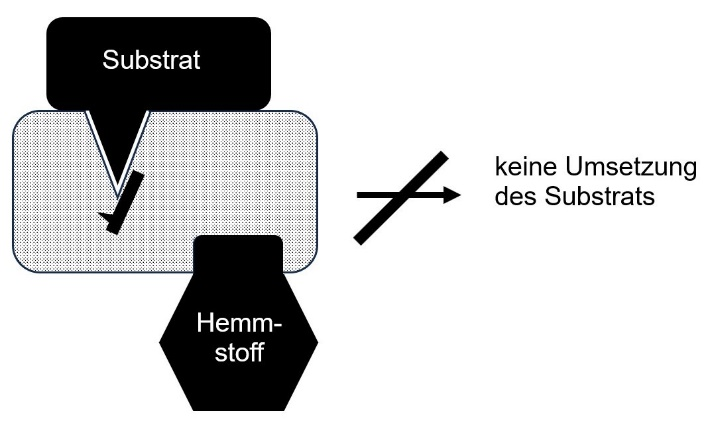 Substrat
keine Umsetzung
des Substrats
Hemm-
stoff